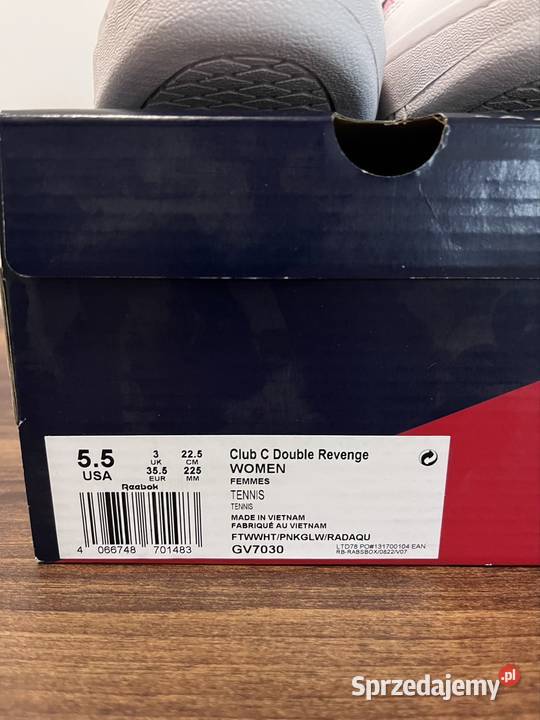 5.5
USA
3
UK
35.5
EUR
22.5
CM
225
MM
Reebok
4 066748 701483
Club C Double Revenge
WOMEN
FEMMES
TENNIS
TENNIS
MADE IN VIETNAM
FABRIQUÉ AU VIETNAM
FTWWHT/PNKGLW/RADAQU
GV7030
LTD78 PO#131700104 EAN
RB-RABSBOX/0822/V07
Sprzedajemy.pl